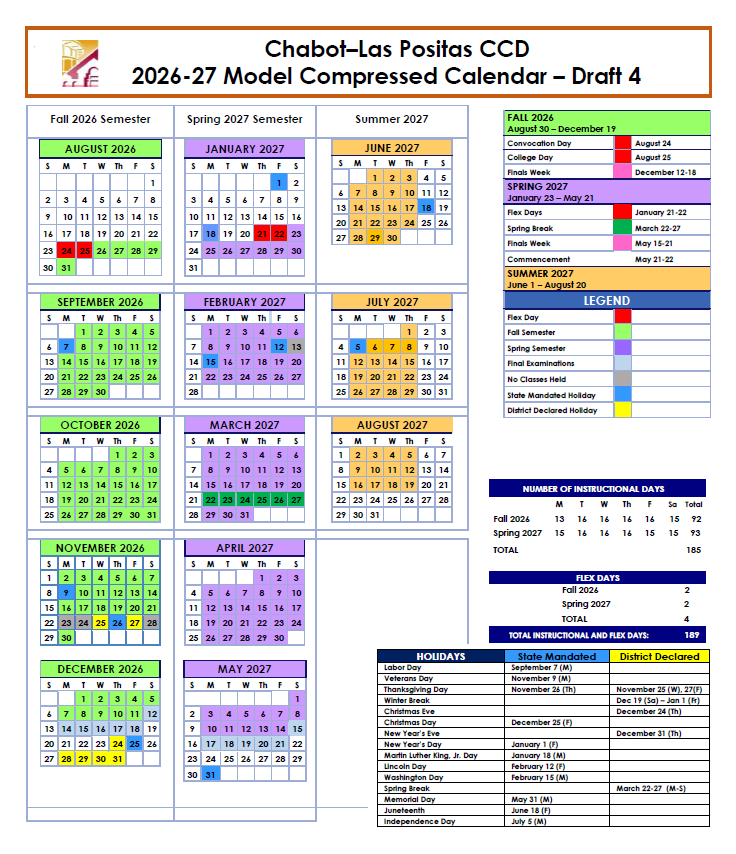 Chabot–Las Positas CCD
2026-27 Model Compressed Calendar – Draft 4
Fall 2026 Semester
AUGUST 2026
S M T W Th F S
1
2 3 4 5 6 7 8
9 10 11 12 13 14 15
16 17 18 19 20 21 22
23 24 25 26 27 28 29
30 31
SEPTEMBER 2026
S M T W Th F S
1 2 3 4 5
6 7 8 9 10 11 12
13 14 15 16 17 18 19
20 21 22 23 24 25 26
27 28 29 30
OCTOBER 2026
S M T W Th F S
1 2 3
4 5 6 7 8 9 10
11 12 13 14 15 16 17
18 19 20 21 22 23 24
25 26 27 28 29 30 31
NOVEMBER 2026
S M T W Th F S
1 2 3 4 5 6 7
8 9 10 11 12 13 14
15 16 17 18 19 20 21
22 23 24 25 26 27 28
29 30
DECEMBER 2026
S M T W Th F S
1 2 3 4 5
6 7 8 9 10 11 12
13 14 15 16 17 18 19
20 21 22 23 24 25 26
27 28 29 30 31
Spring 2027 Semester
JANUARY 2027
S M T W Th F S
1 2
3 4 5 6 7 8 9
10 11 12 13 14 15 16
17 18 19 20 21 22 23
24 25 26 27 28 29 30
31
FEBRUARY 2027
S M T W Th F S
1 2 3 4 5 6
7 8 9 10 11 12 13
14 15 16 17 18 19 20
21 22 23 24 25 26 27
28
MARCH 2027
S M T W Th F S
1 2 3 4 5 6
7 8 9 10 11 12 13
14 15 16 17 18 19 20
21 22 23 24 25 26 27
28 29 30 31
APRIL 2027
S M T W Th F S
1 2 3
4 5 6 7 8 9 10
11 12 13 14 15 16 17
18 19 20 21 22 23 24
25 26 27 28 29 30
MAY 2027
S M T W Th F S
1
2 3 4 5 6 7 8
9 10 11 12 13 14 15
16 17 18 19 20 21 22
23 24 25 26 27 28 29
30 31
Summer 2027
JUNE 2027
S M T W Th F S
1 2 3 4 5
6 7 8 9 10 11 12
13 14 15 16 17 18 19
20 21 22 23 24 25 26
27 28 29 30
JULY 2027
S M T W Th F S
1 2 3
4 5 6 7 8 9 10
11 12 13 14 15 16 17
18 19 20 21 22 23 24
25 26 27 28 29 30 31
AUGUST 2027
S M T W Th F S
1 2 3 4 5 6 7
8 9 10 11 12 13 14
15 16 17 18 19 20 21
22 23 24 25 26 27 28
29 30 31
FALL 2026
August 30 – December 19
Convocation Day August 24
College Day August 25
Finals Week December 12-18
SPRING 2027
January 23 – May 21
Flex Days January 21-22
Spring Break March 22-27
Finals Week May 15-21
Commencement May 21-22
SUMMER 2027
June 1 – August 20
LEGEND
Flex Day
Fall Semester
Spring Semester
Final Examinations
No Classes Held
State Mandated Holiday
District Declared Holiday
NUMBER OF INSTRUCTIONAL DAYS
M T W Th F Sa Total
Fall 2026 13 16 16 16 16 15 92
Spring 2027 15 16 16 16 15 15 93
TOTAL 185
FLEX DAYS
Fall 2026 2
Spring 2027 2
TOTAL 4
TOTAL INSTRUCTIONAL AND FLEX DAYS: 189
HOLIDAYS State Mandated District Declared
Labor Day September 7 (M)
Veterans Day November 9 (M)
Thanksgiving Day November 26 (Th) November 25 (W), 27(F)
Winter Break Dec 19 (Sa) – Jan 1 (Fr)
Christmas Eve December 24 (Th)
Christmas Day December 25 (F)
New Year's Eve December 31 (Th)
New Year's Day January 1 (F)
Martin Luther King, Jr. Day January 18 (M)
Lincoln Day February 12 (F)
Washington Day February 15 (M)
Spring Break March 22-27 (M-S)
Memorial Day May 31 (M)
Juneteenth June 18 (F)
Independence Day July 5 (M)